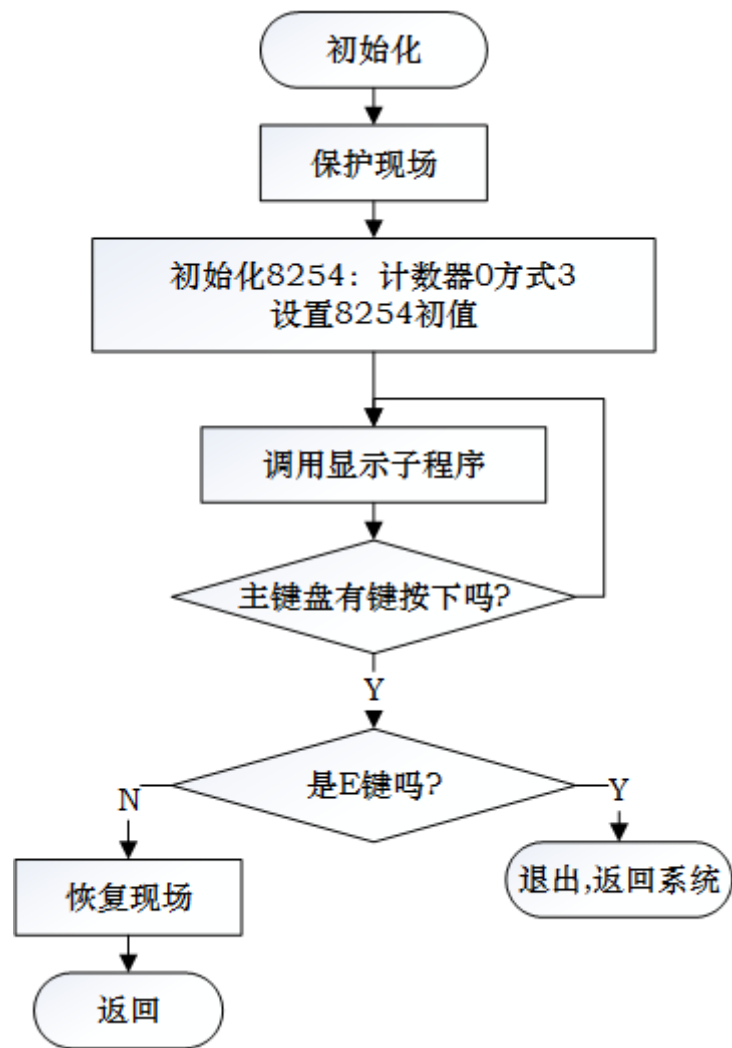 初始化
保护现场
初始化8254：计数器0方式3
设置8254初值
调用显示子程序
主键盘有键按下吗?
Y
是E键吗?
N
Y
恢复现场
退出,返回系统
返回